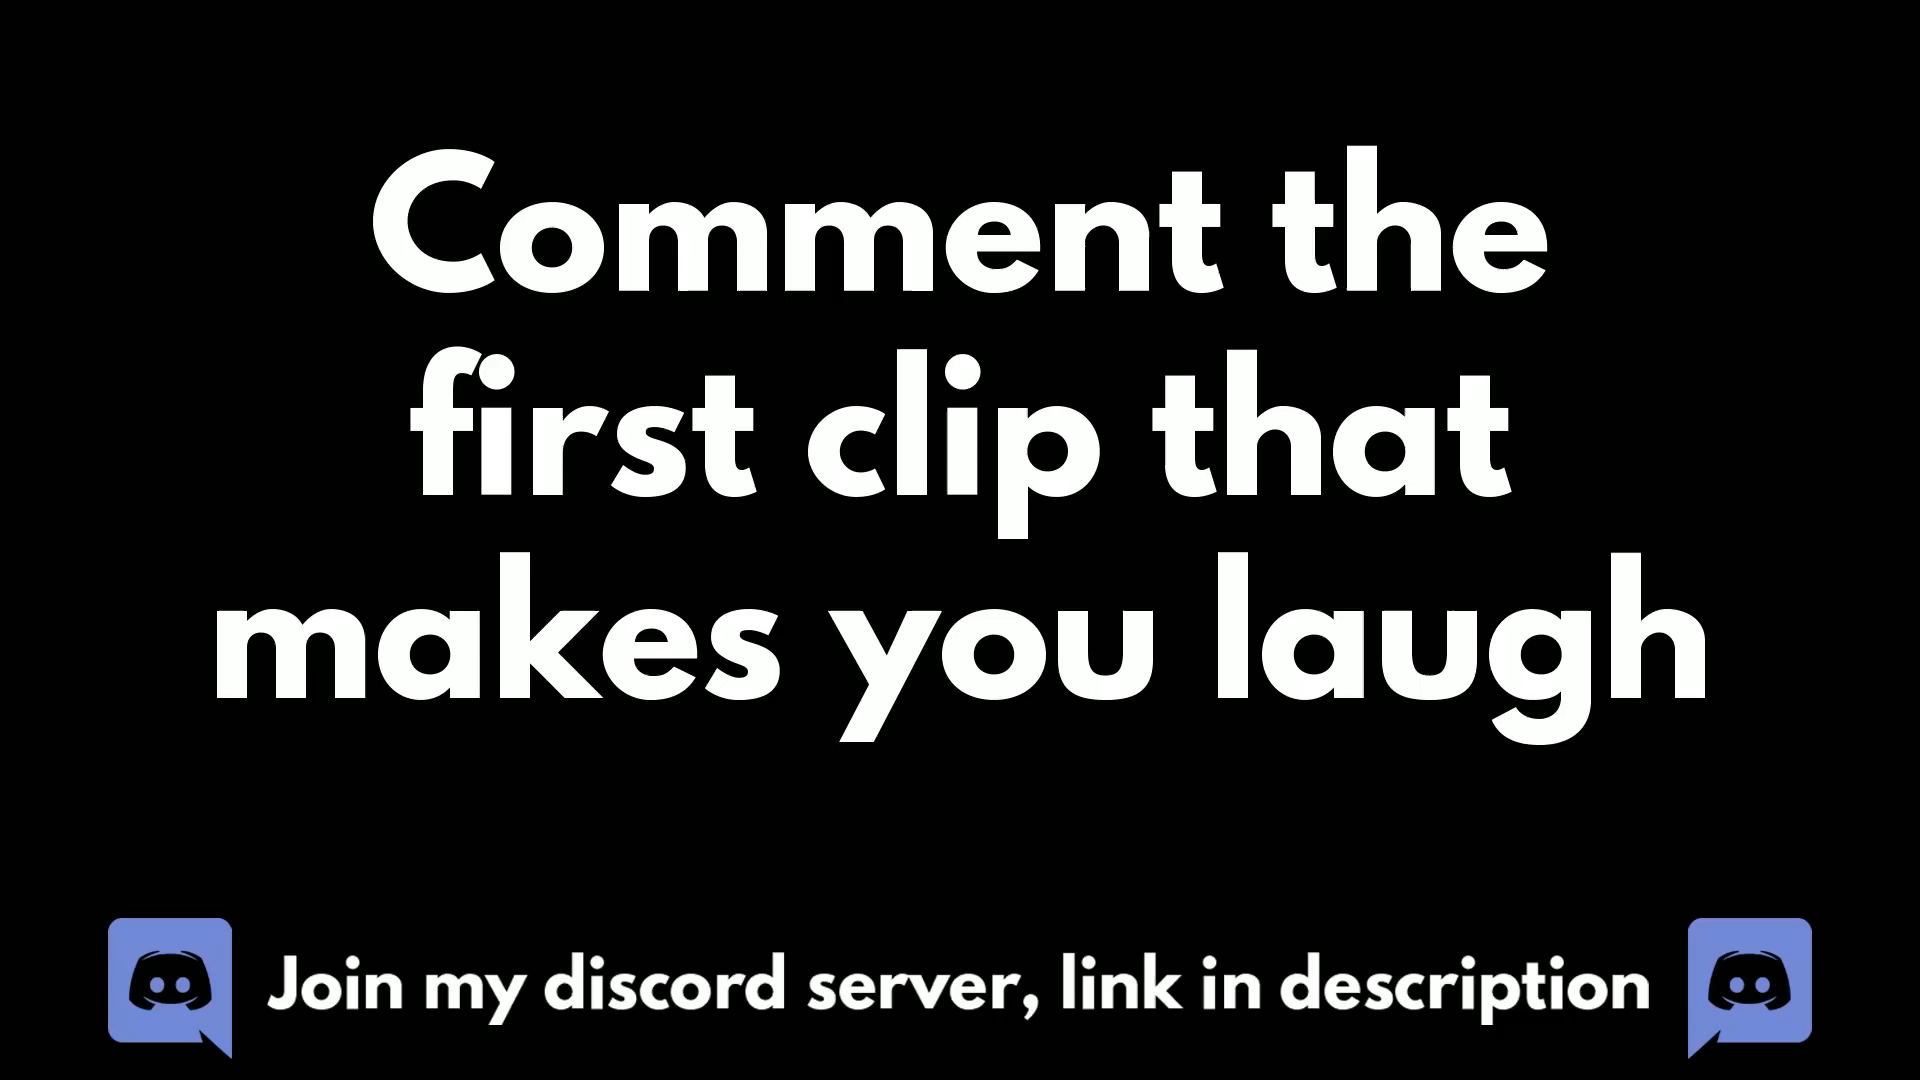 Comment the
first clip that
makes you laugh
Join my discord server, link in description